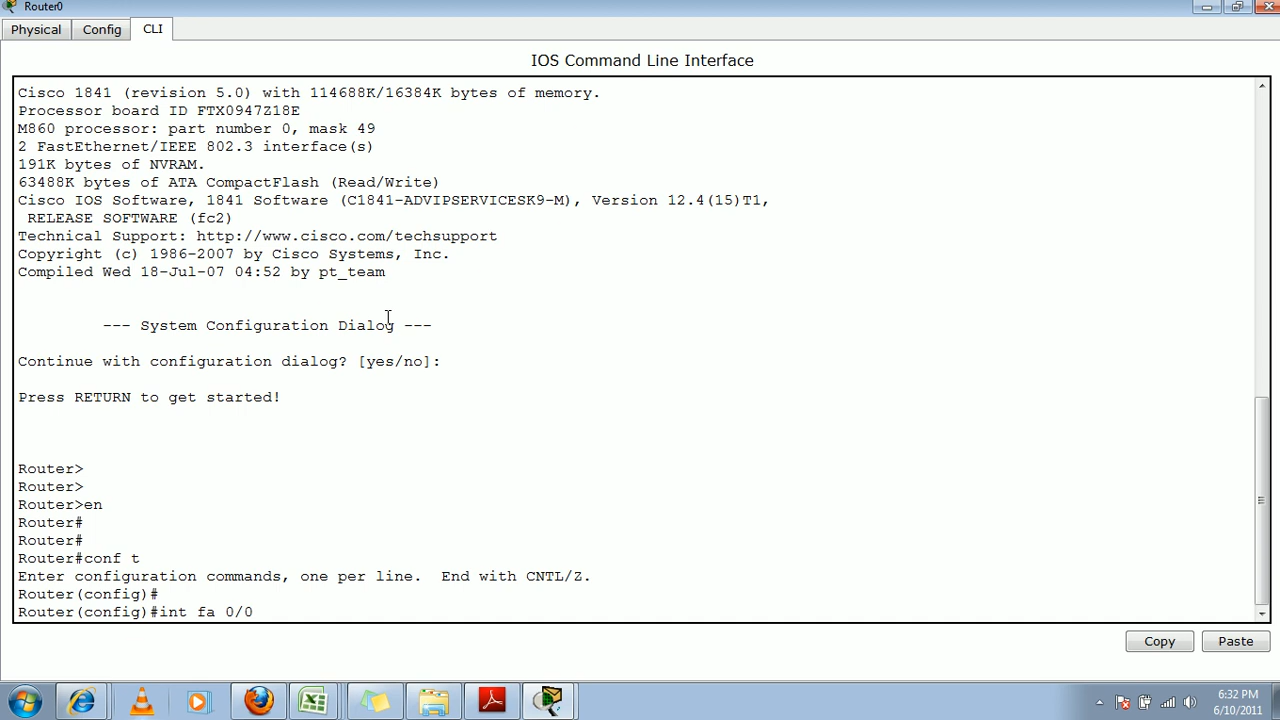 Router0
Physical
Config
CLI
IOS Command Line Interface
Cisco 1841 (revision 5.0) with 114688K/16384K bytes of memory.
Processor board ID FTX0947Z18E
M860 processor: part number 0, mask 49
2 FastEthernet/IEEE 802.3 interface(s)
191K bytes of NVRAM.
63488K bytes of ATA CompactFlash (Read/Write)
Cisco IOS Software, 1841 Software (C1841-ADVIPSERVICESK9-M), Version 12.4(15)T1,
RELEASE SOFTWARE (fc2)
Technical Support: http://www.cisco.com/techsupport
Copyright (c) 1986-2007 by Cisco Systems, Inc.
Compiled Wed 18-Jul-07 04:52 by pt_team
--- System Configuration Dialog ---
Continue with configuration dialog? [yes/no]:
Press RETURN to get started!
Router>
Router>
Router>en
Router#
Router#
Router#conf t
Enter configuration commands, one per line.  End with CNTL/Z.
Router(config)#
Router(config)#int fa 0/0
Copy
Paste
6:32 PM
6/10/2011